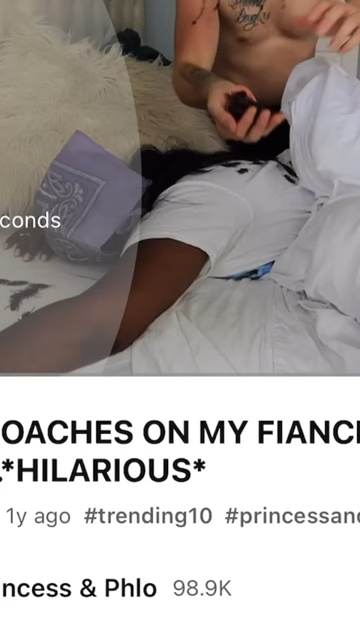 conds
OACHES ON MY FIANC
.*HILARIOUS*
1y ago #trending10 #princessan
ncess & Phlo 98.9K